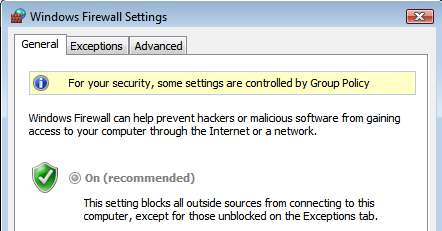 Windows Firewall Settings
General Exceptions Advanced
For your security, some settings are controlled by Group Policy
Windows Firewall can help prevent hackers or malicious software from gaining
access to your computer through the Internet or a network.
On (recommended)
This setting blocks all outside sources from connecting to this
computer, except for those unblocked on the Exceptions tab.